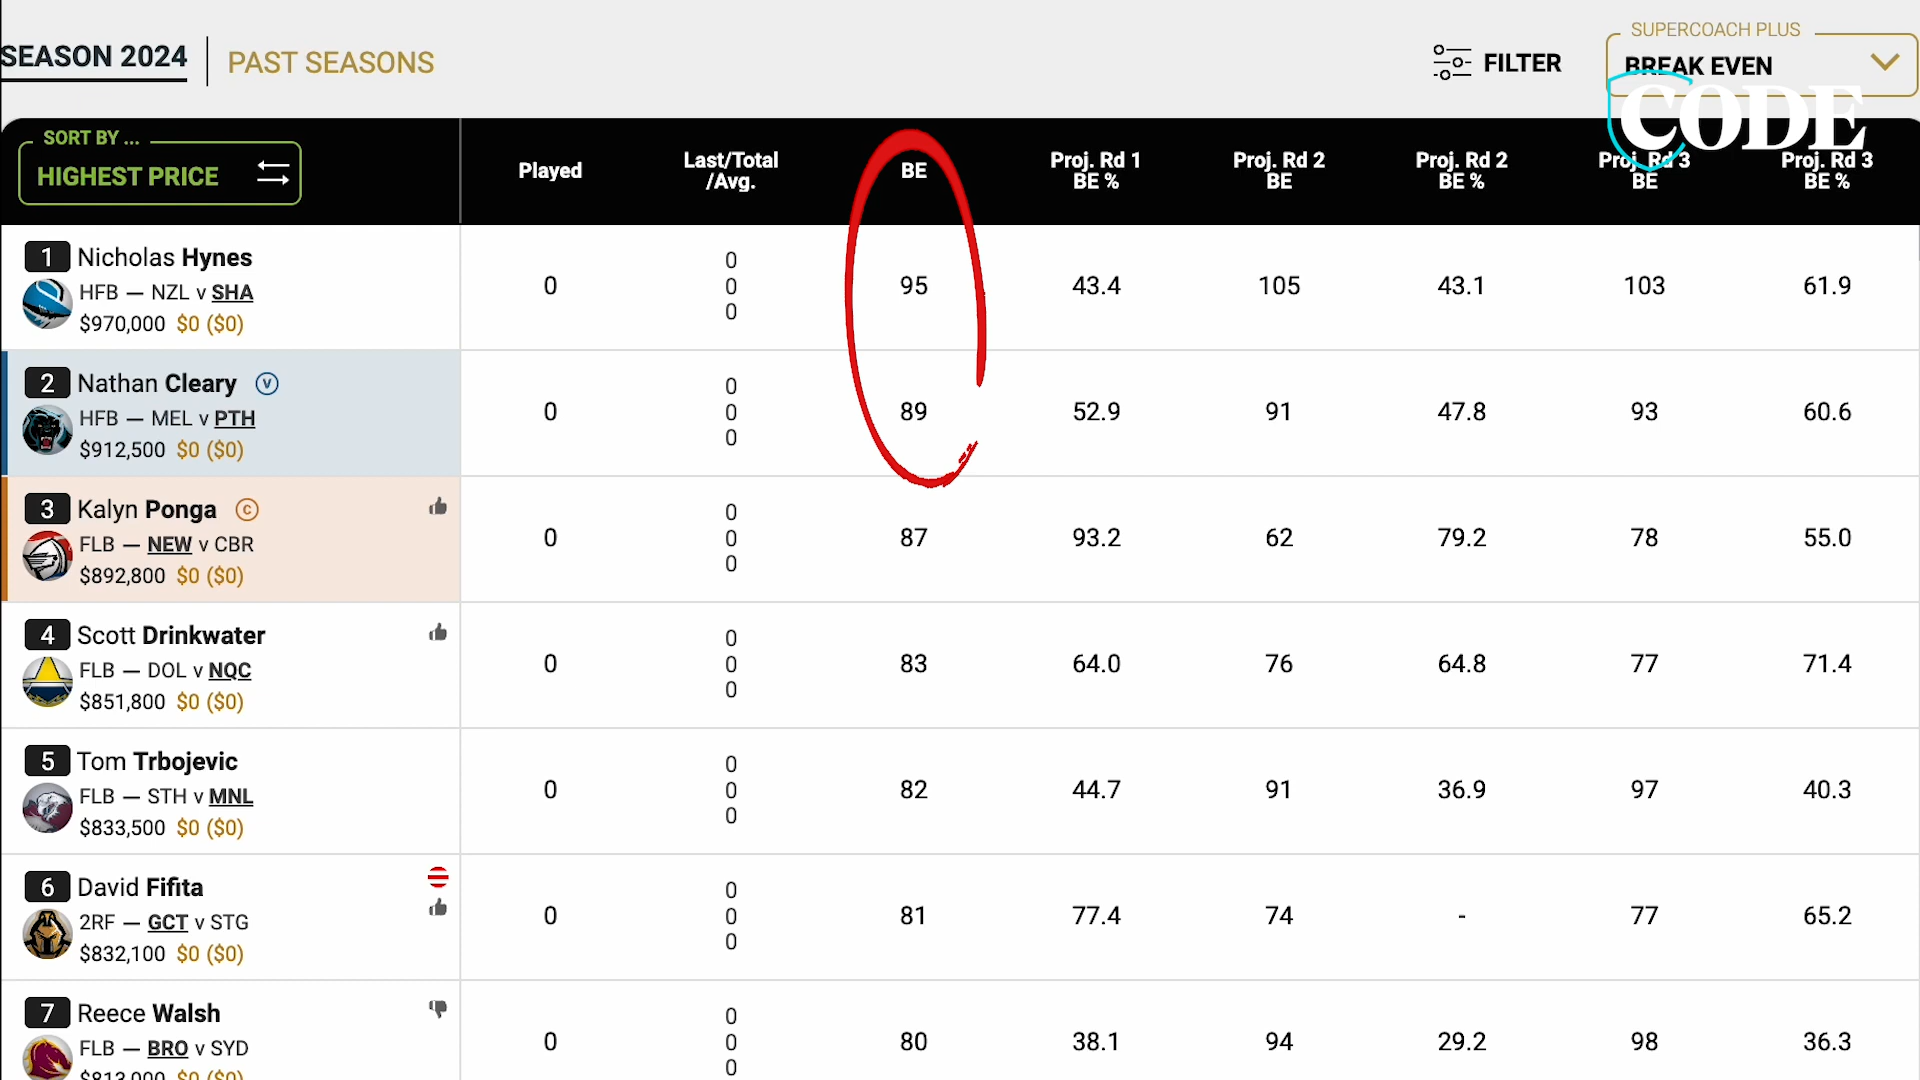 SUPERCOACH PLUS
SEASON 2024 PAST SEASONS FILTER BREAK EVEN
CODE
SORT BY ...
HIGHEST PRICE
Played
Last/Total
/Avg.
BE
Proj. Rd 1
BE %
Proj. Rd 2
BE
Proj. Rd 2
BE %
Proj. Rd 3
BE
Proj. Rd 3
BE %
1 Nicholas Hynes
HFB — NZL v SHA
$970,000 $0 ($0)
0
0
0
0
95 43.4 105 43.1 103 61.9
2 Nathan Cleary V
HFB — MEL v PTH
$912,500 $0 ($0)
0
0
0
0
89 52.9 91 47.8 93 60.6
3 Kalyn Ponga C
FLB — NEW v CBR
$892,800 $0 ($0)
0
0
0
0
87 93.2 62 79.2 78 55.0
4 Scott Drinkwater
FLB — DOL v NQC
$851,800 $0 ($0)
0
0
0
0
83 64.0 76 64.8 77 71.4
5 Tom Trbojevic
FLB — STH v MNL
$833,500 $0 ($0)
0
0
0
0
82 44.7 91 36.9 97 40.3
6 David Fifita
2RF — GCT v STG
$832,100 $0 ($0)
0
0
0
0
81 77.4 74 - 77 65.2
7 Reece Walsh
FLB — BRO v SYD
$813,000 $0 ($0)
0
0
0
0
80 38.1 94 29.2 98 36.3